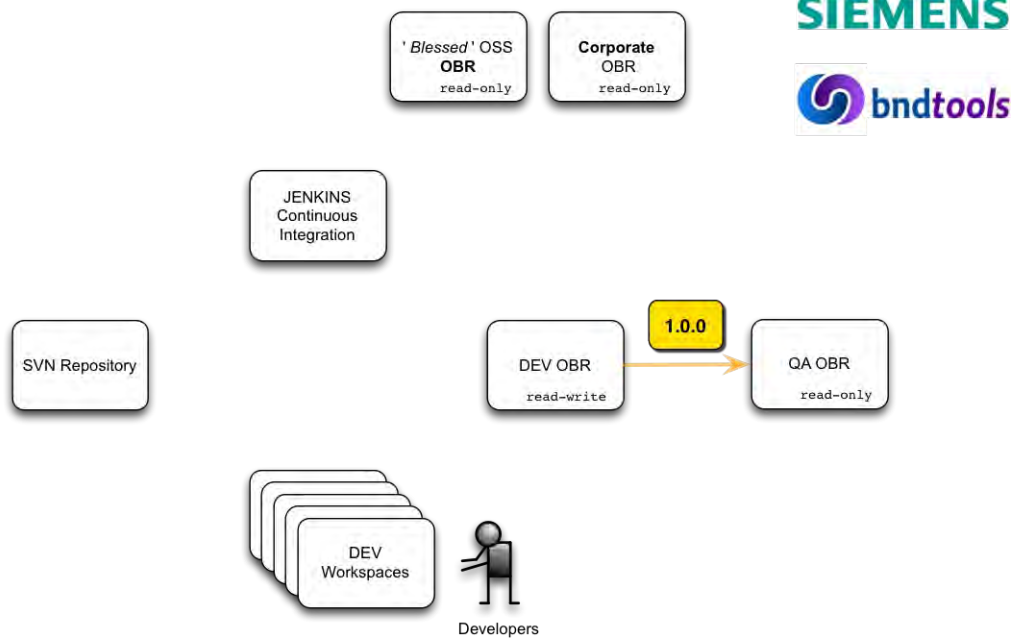 SIEMENS
' Blessed ' OSS
OBR
read-only
Corporate
OBR
read-only
bndtools
JENKINS
Continuous
Integration
1.0.0
SVN Repository
DEV OBR
read-write
QA OBR
read-only
DEV
Workspaces
Developers